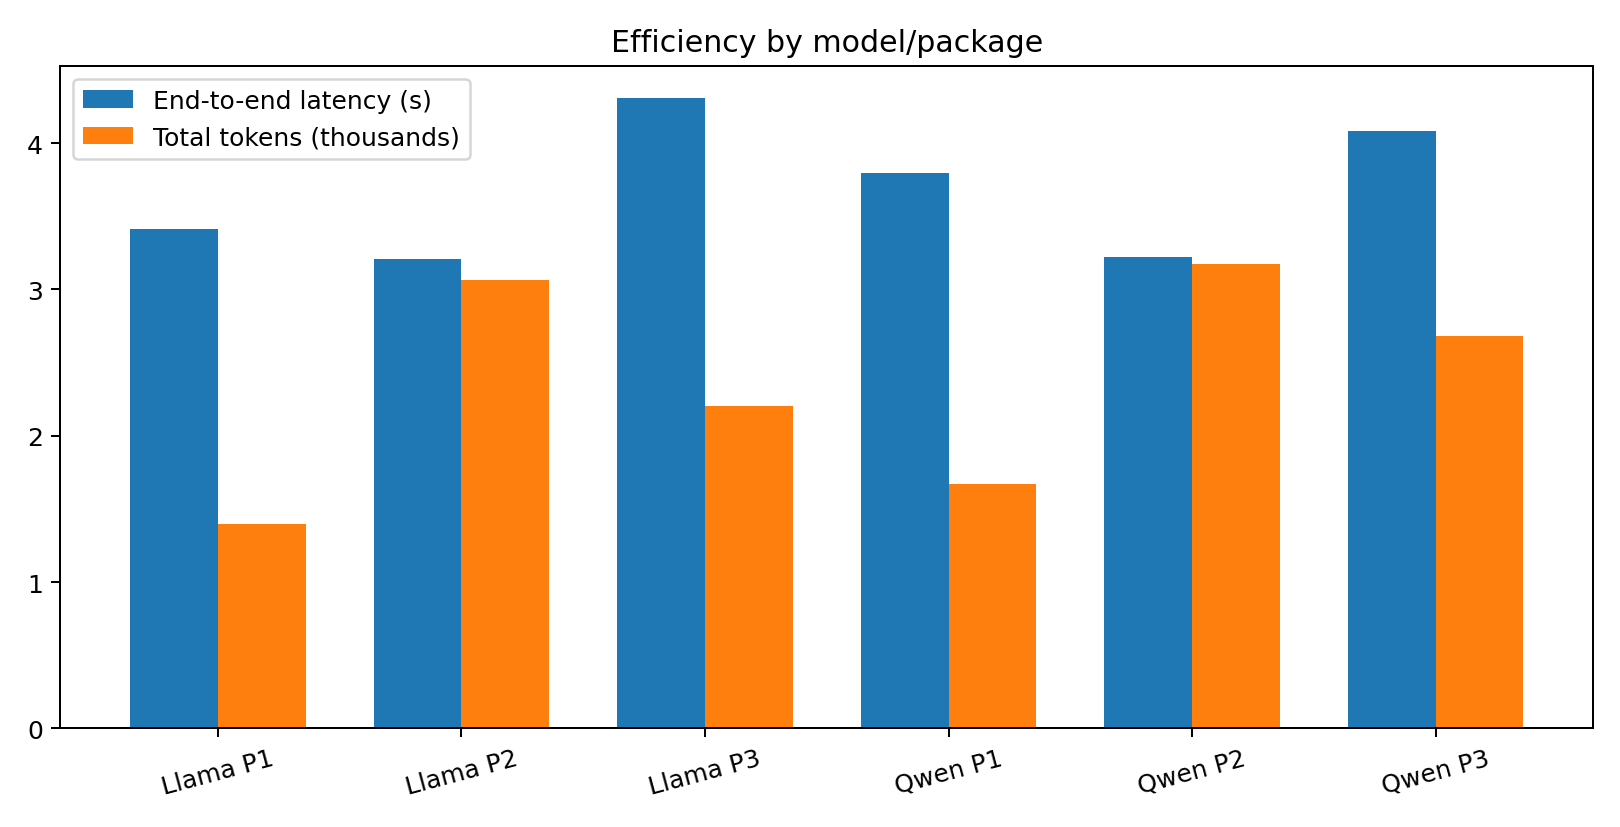 Efficiency by model/package
End-to-end latency (s)
Total tokens (thousands)
4
3
2
1
0
Llama P1
Llama P2
Llama P3
Qwen P1
Qwen P2
Qwen P3